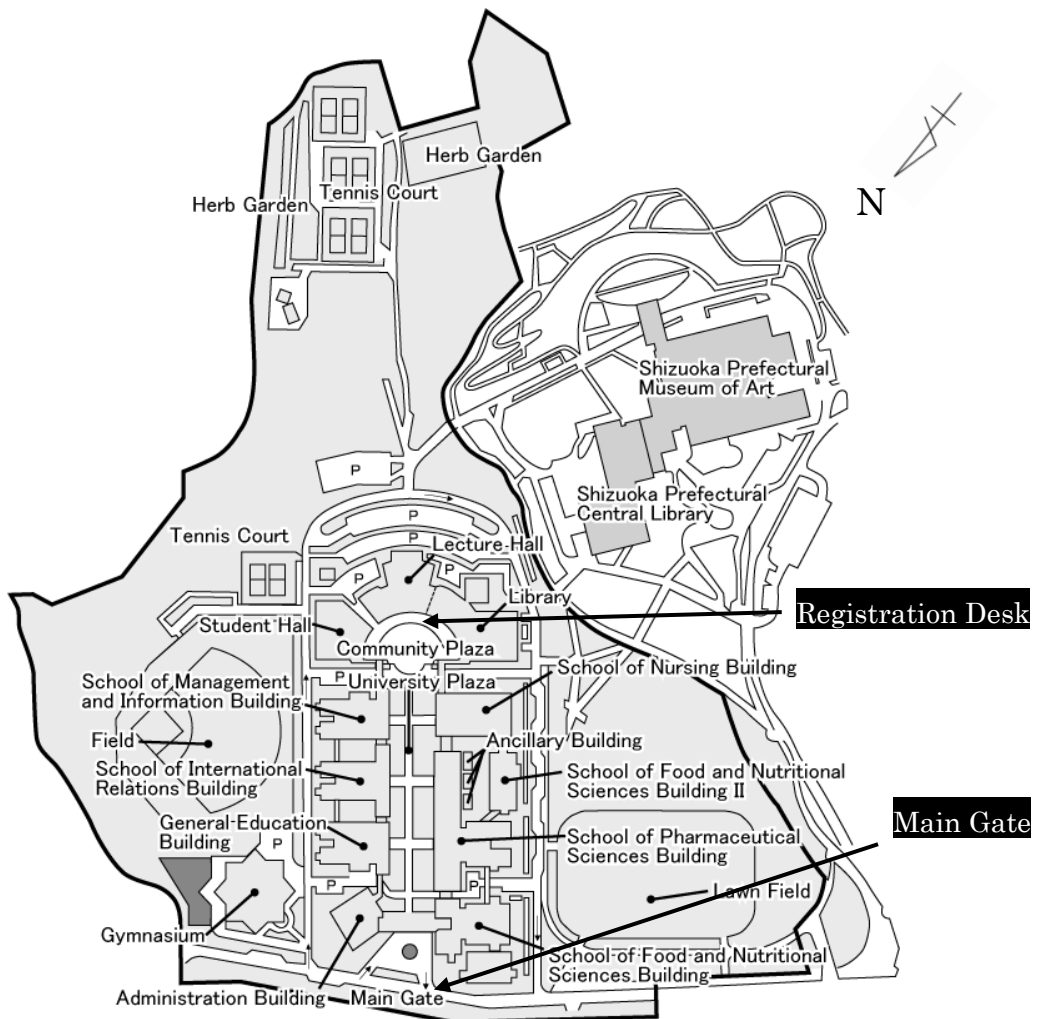 Herb Garden
Tennis Court
Herb Garden
N
Shizuoka Prefectural
Museum of Art
P
Shizuoka Prefectural
Central Library
P
Tennis Court
P
Lecture Hall
P
P
Library
Registration Desk
Student Hall
Community Plaza
School of Nursing Building
P
University Plaza
School of Management
and Information Building
Field
Ancillary Building
School of International
Relations Building
School of Food and Nutritional
Sciences Building II
Main Gate
General Education
Building
P
School of Pharmaceutical
Sciences Building
P
P
Lawn Field
Gymnasium
School of Food and Nutritional
Sciences Building
Administration Building
Main Gate